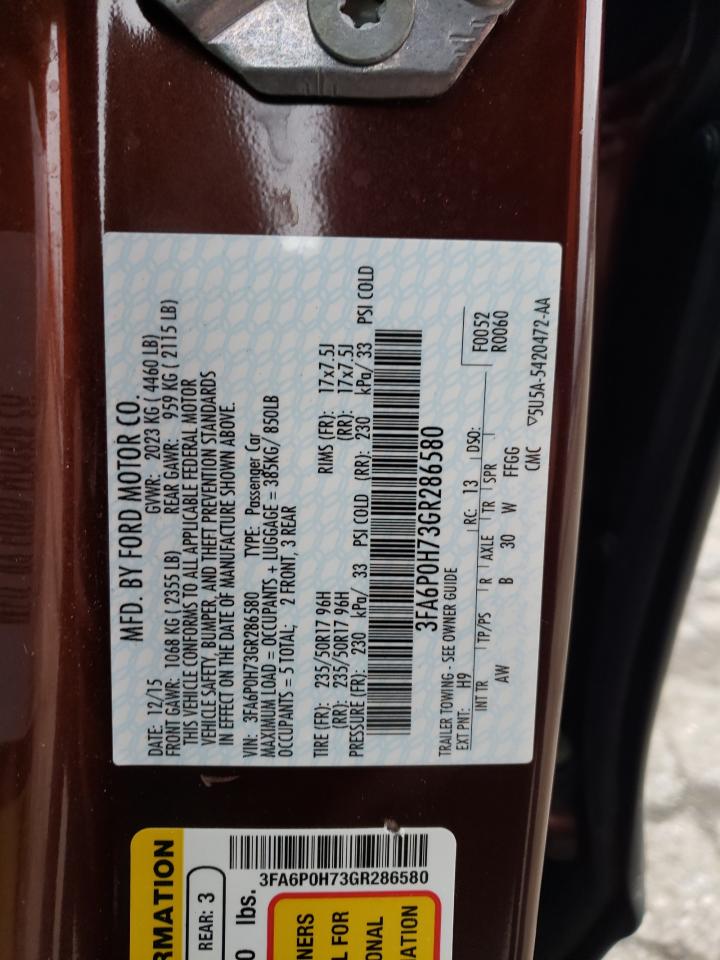 MFD. BY FORD MOTOR CO.
DATE: 12/15 GVWR: 2023 KG ( 4460 LB)
FRONT GAWR: 1068 KG ( 2355 LB) REAR GAWR: 959 KG ( 2115 LB)
THIS VEHICLE CONFORMS TO ALL APPLICABLE FEDERAL MOTOR
VEHICLE SAFETY, BUMPER, AND THEFT PREVENTION STANDARDS
IN EFFECT ON THE DATE OF MANUFACTURE SHOWN ABOVE.
VIN: 3FA6P0H73GR286580 TYPE: Passenger Car
MAXIMUM LOAD = OCCUPANTS + LUGGAGE = 385KG/ 850LB
OCCUPANTS = 5 TOTAL; 2 FRONT, 3 REAR
TIRE (FR): 235/50R17 96H RIMS (FR): 17x7.5J
(RR): 235/50R17 96H (RR): 17x7.5J
PRESSURE (FR): 230 kPa/ 33 PSI COLD (RR): 230 kPa/ 33 PSI COLD
3FA6P0H73GR286580
TRAILER TOWING - SEE OWNER GUIDE
F0052
EXT PNT: H9 RC: 13 DSO:
R0060
INT TR TP/PS R AXLE TR SPR
AW B 30 W FFGG
CMC ▽5U5A-5420472-AA
RMATION
REAR: 3
0 lbs.
3FA6P0H73GR286580
NERS
L FOR
ONAL
ATION